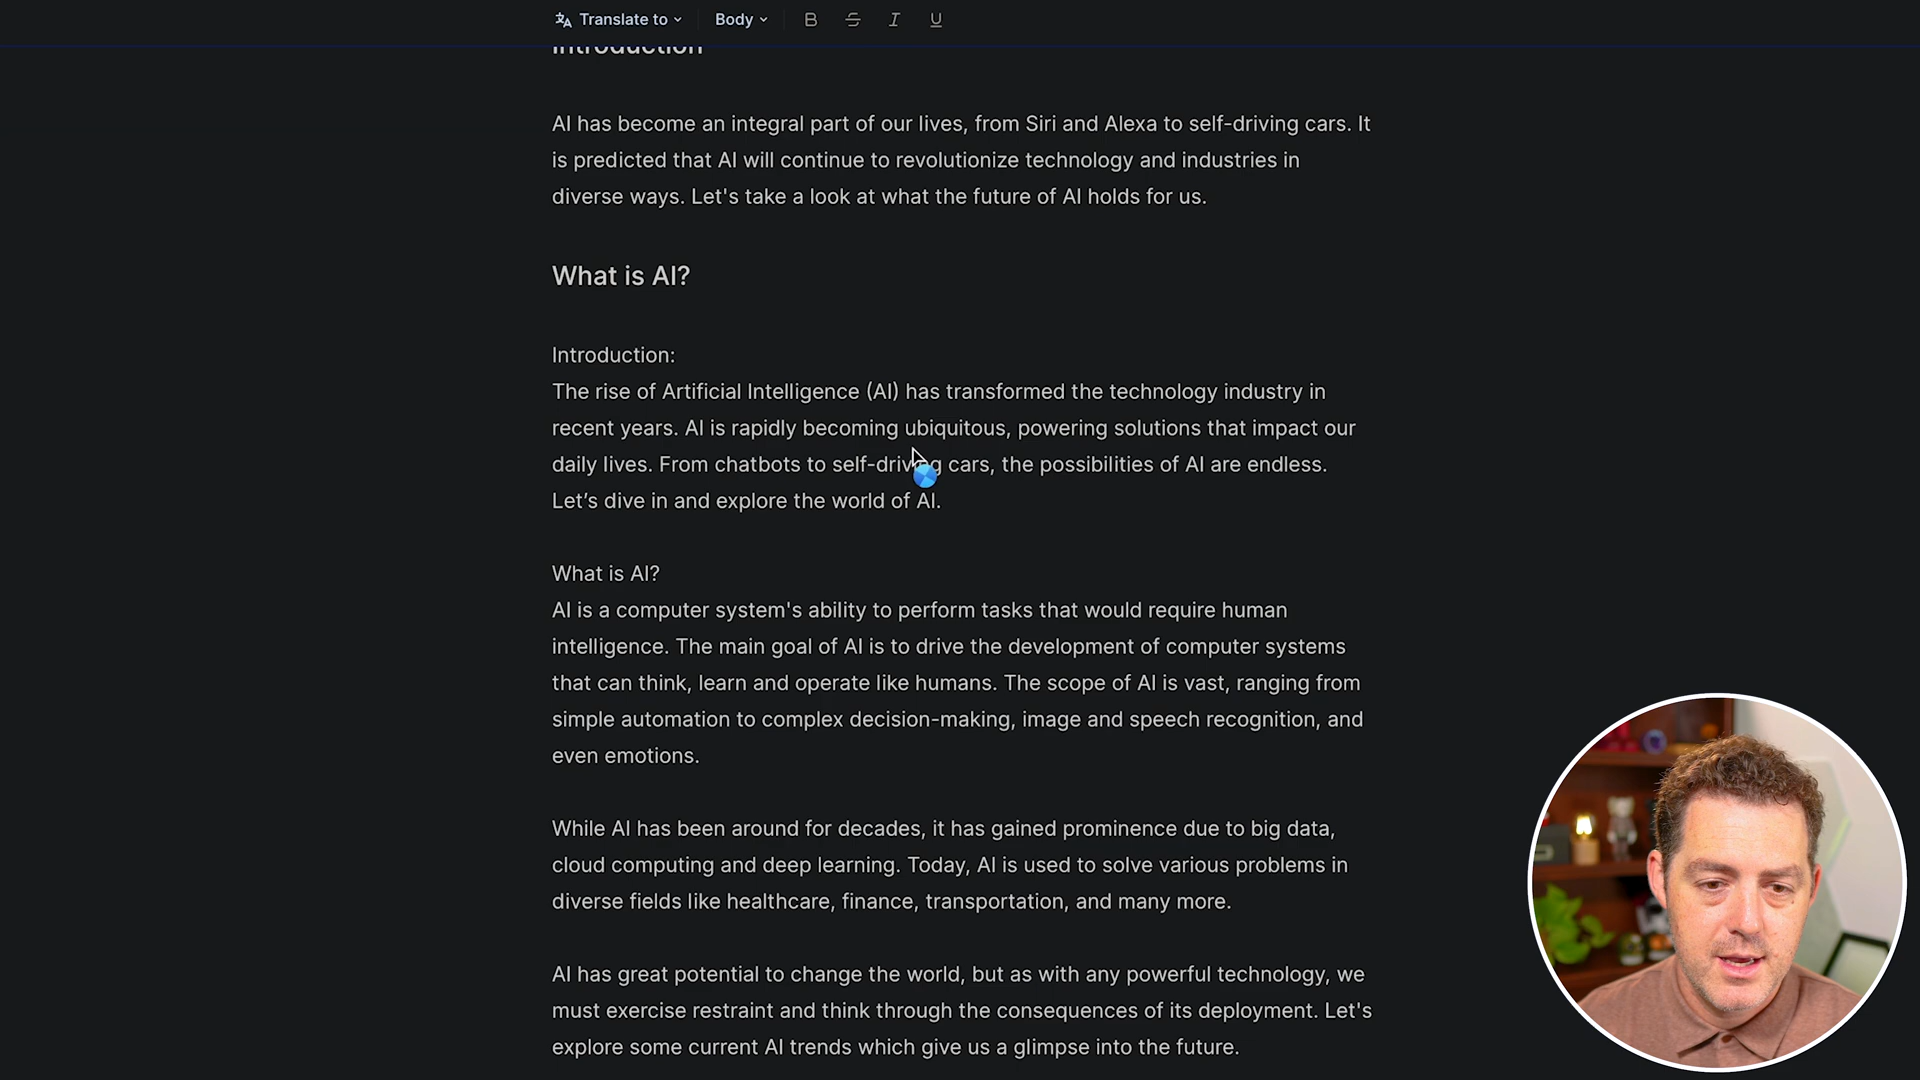 Translate to
Body
B
S
I
U
Introduction
AI has become an integral part of our lives, from Siri and Alexa to self-driving cars. It
is predicted that AI will continue to revolutionize technology and industries in
diverse ways. Let's take a look at what the future of AI holds for us.
What is AI?
Introduction:
The rise of Artificial Intelligence (AI) has transformed the technology industry in
recent years. AI is rapidly becoming ubiquitous, powering solutions that impact our
daily lives. From chatbots to self-driving cars, the possibilities of AI are endless.
Let’s dive in and explore the world of AI.
What is AI?
AI is a computer system's ability to perform tasks that would require human
intelligence. The main goal of AI is to drive the development of computer systems
that can think, learn and operate like humans. The scope of AI is vast, ranging from
simple automation to complex decision-making, image and speech recognition, and
even emotions.
While AI has been around for decades, it has gained prominence due to big data,
cloud computing and deep learning. Today, AI is used to solve various problems in
diverse fields like healthcare, finance, transportation, and many more.
AI has great potential to change the world, but as with any powerful technology, we
must exercise restraint and think through the consequences of its deployment. Let's
explore some current AI trends which give us a glimpse into the future.